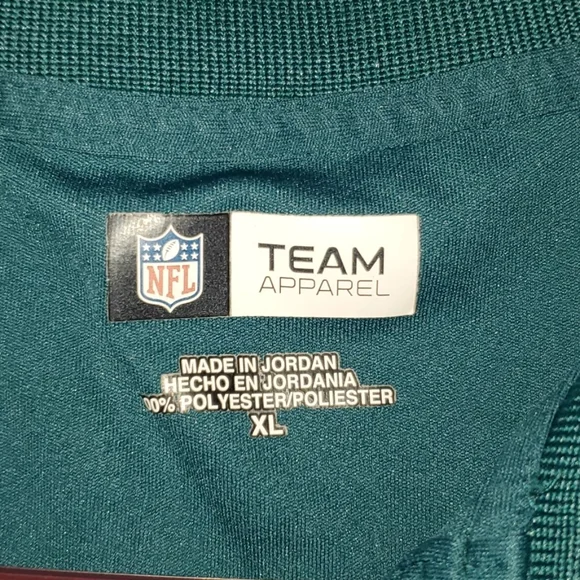 NFL
TEAM
APPAREL
MADE IN JORDAN
HECHO EN JORDANIA
00% POLYESTER/POLIESTER
XL